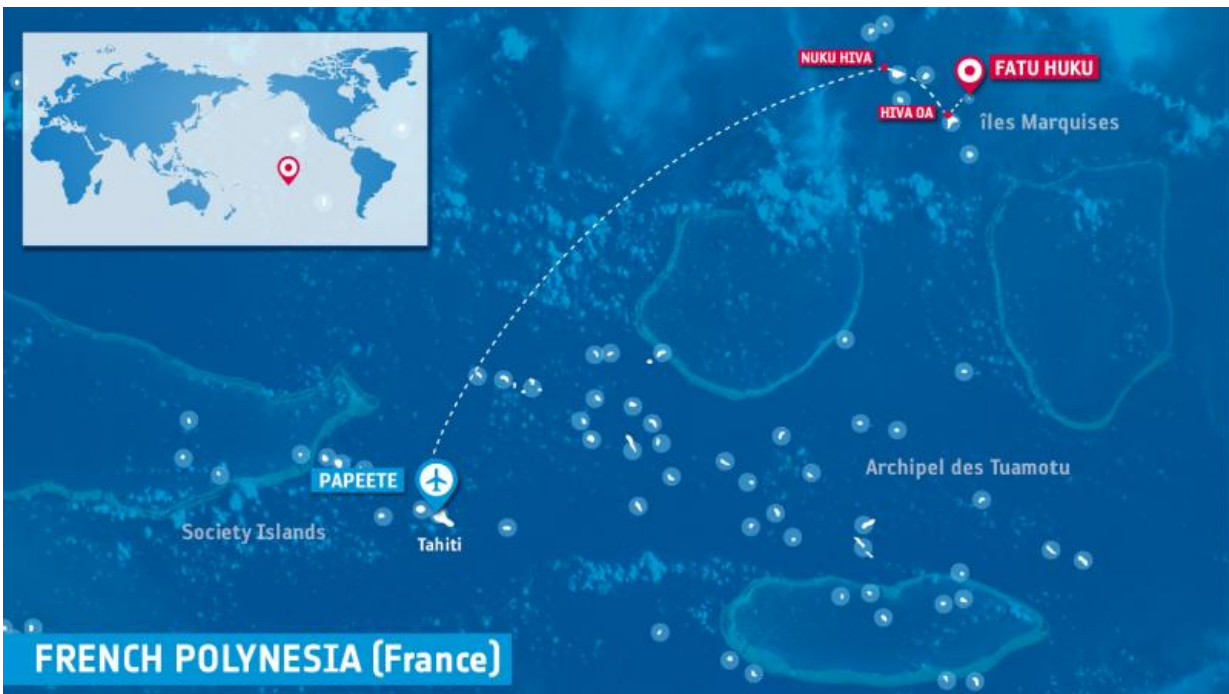 NUKU HIVA
FATU HUKU
HIVA OA
îles Marquises
Archipel des Tuamotu
PAPEETE
Society Islands
Tahiti
FRENCH POLYNESIA (France)